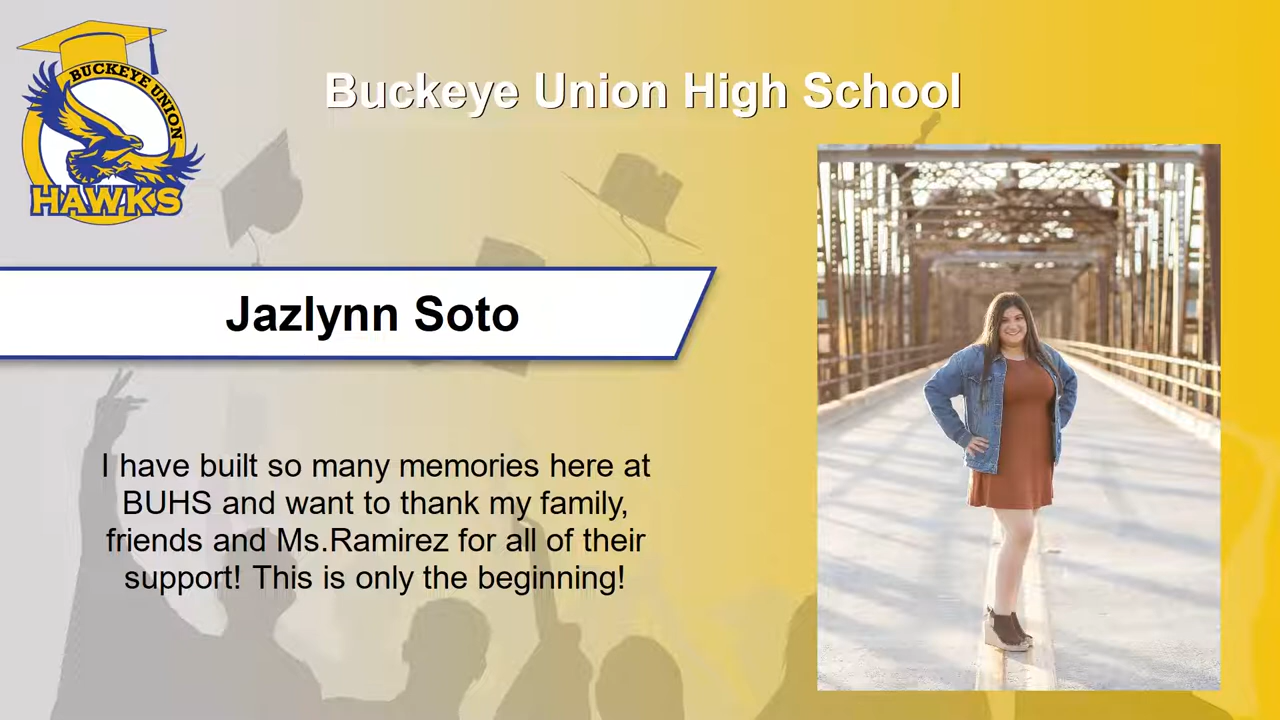 BUCKEYE UNION
HAWKS
Buckeye Union High School
Jazlynn Soto
I have built so many memories here at
BUHS and want to thank my family,
friends and Ms.Ramirez for all of their
support! This is only the beginning!